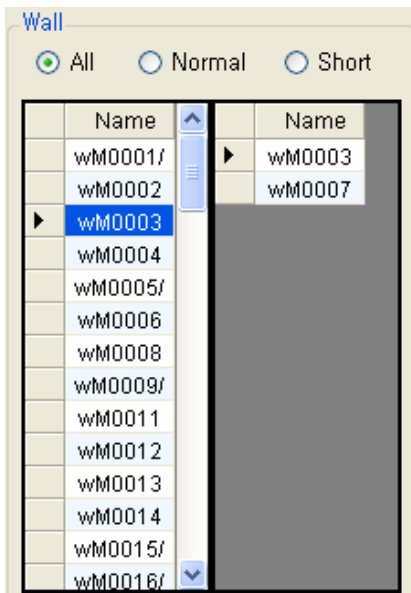 Wall
All Normal Short
Name Name
wM0001/ wM0003
wM0002 wM0007
wM0003
wM0004
wM0005/
wM0006
wM0008
wM0009/
wM0011
wM0012
wM0013
wM0014
wM0015/
wM0016/